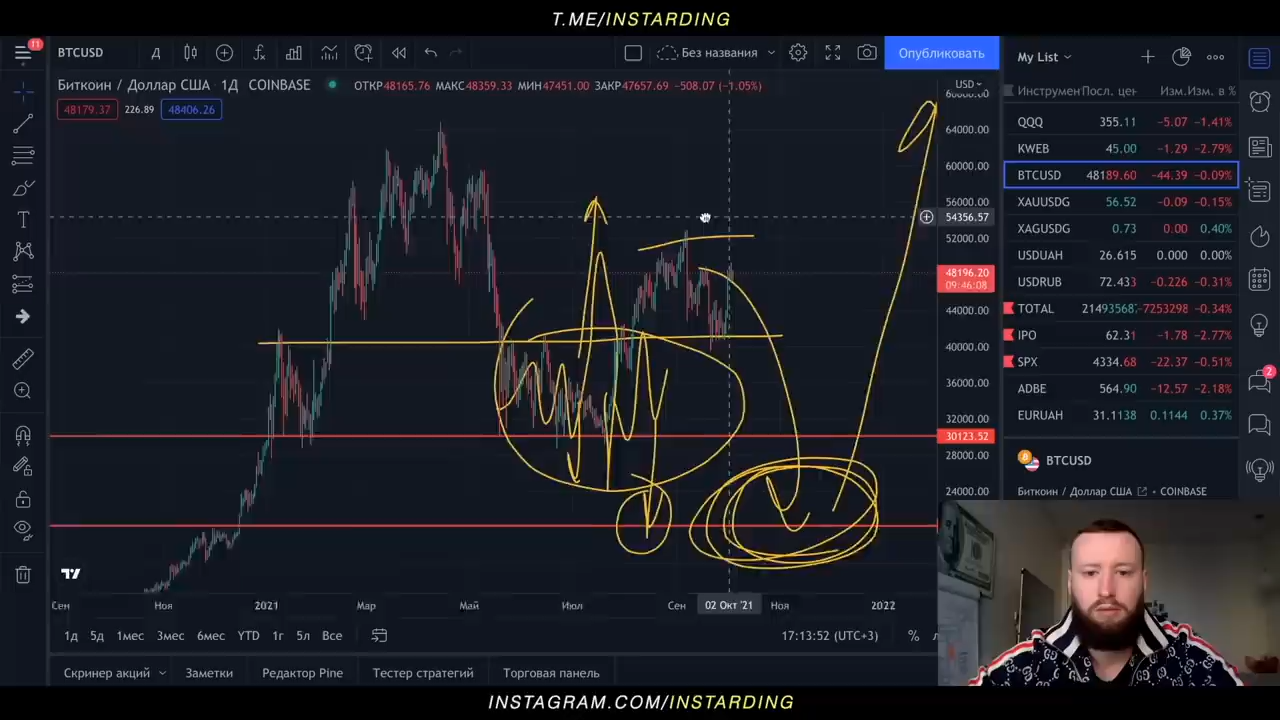 T.ME/INSTARDING
11
BTCUSD
Д
Без названия
Опубликовать
My List
Биткоин / Доллар США · 1Д COINBASE
ОТКР48165.76 МАКС48359.33 МИН47451.00 ЗАКР47657.69 −508.07 (−1.05%)
48179.37 226.89 48406.26
USD
Инструмен Посл. цен Изм. Изм. в %
QQQ 355.11 −5.07 −1.41%
KWEB 45.00 −1.29 −2.79%
BTCUSD 48189.60 −44.39 −0.09%
XAUUSDG 56.52 −0.09 −0.15%
XAGUSDG 0.73 0.00 0.40%
USDUAH 26.615 0.000 0.00%
USDRUB 72.433 −0.226 −0.31%
TOTAL 21493568 −7253298 −0.34%
IPO 62.31 −1.78 −2.77%
SPX 4334.68 −22.37 −0.51%
ADBE 564.90 −12.57 −2.18%
EURUAH 31.1138 0.1144 0.37%
2
BTCUSD
Биткоин / Доллар США · COINBASE
68000.00
64000.00
60000.00
56000.00
54356.57
52000.00
48196.20
09:46:08
44000.00
40000.00
36000.00
32000.00
30123.52
28000.00
24000.00
Сен Ноя 2021 Мар Май Июл Сен 02 Окт '21 Ноя 2022
1д 5д 1мес 3мес 6мес YTD 1г 5л Все
17:13:52 (UTC+3) %
Скринер акций Заметки Редактор Pine Тестер стратегий Торговая панель
INSTAGRAM.COM/INSTARDING